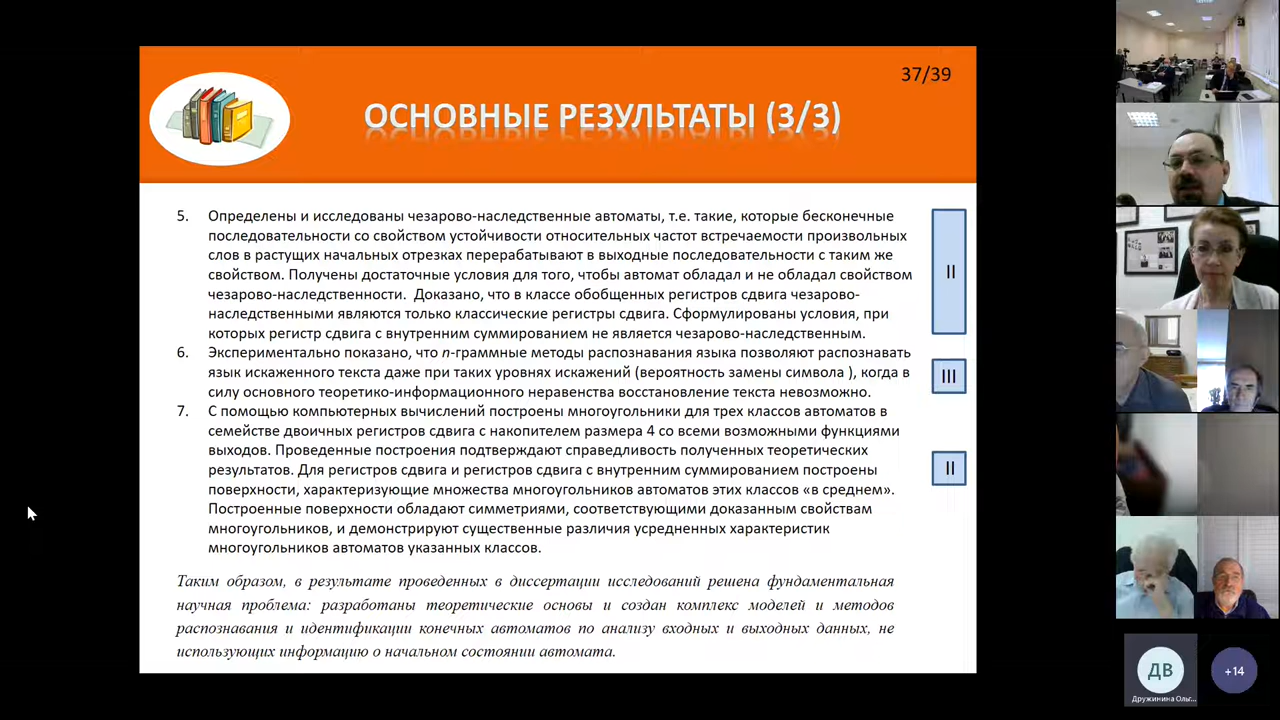 37/39
ОСНОВНЫЕ РЕЗУЛЬТАТЫ (3/3)
5. Определены и исследованы чезарово-наследственные автоматы, т.е. такие, которые бесконечные
последовательности со свойством устойчивости относительных частот встречаемости произвольных
слов в растущих начальных отрезках перерабатывают в выходные последовательности с таким же
свойством. Получены достаточные условия для того, чтобы автомат обладал и не обладал свойством
чезарово-наследственности. Доказано, что в классе обобщенных регистров сдвига чезарово-
наследственными являются только классические регистры сдвига. Сформулированы условия, при
которых регистр сдвига с внутренним суммированием не является чезарово-наследственным.
II
6. Экспериментально показано, что n-граммные методы распознавания языка позволяют распознавать
язык искаженного текста даже при таких уровнях искажений (вероятность замены символа ), когда в
силу основного теоретико-информационного неравенства восстановление текста невозможно.
III
7. С помощью компьютерных вычислений построены многоугольники для трех классов автоматов в
семействе двоичных регистров сдвига с накопителем размера 4 со всеми возможными функциями
выходов. Проведенные построения подтверждают справедливость полученных теоретических
результатов. Для регистров сдвига и регистров сдвига с внутренним суммированием построены
поверхности, характеризующие множества многоугольников автоматов этих классов «в среднем».
Построенные поверхности обладают симметриями, соответствующими доказанным свойствам
многоугольников, и демонстрируют существенные различия усредненных характеристик
многоугольников автоматов указанных классов.
II
Таким образом, в результате проведенных в диссертации исследований решена фундаментальная
научная проблема: разработаны теоретические основы и создан комплекс моделей и методов
распознавания и идентификации конечных автоматов по анализу входных и выходных данных, не
использующих информацию о начальном состоянии автомата.
ДВ
Дружинина Ольг...
+14